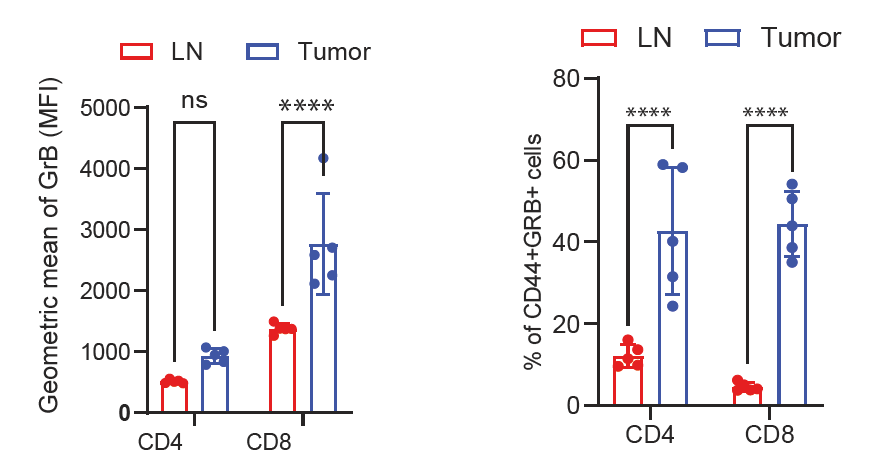 LN Tumor
ns ****
Geometric mean of GrB (MFI)
5000
4000
3000
2000
1000
0
CD4 CD8
LN Tumor
**** ****
% of CD44+GRB+ cells
80
60
40
20
0
CD4 CD8